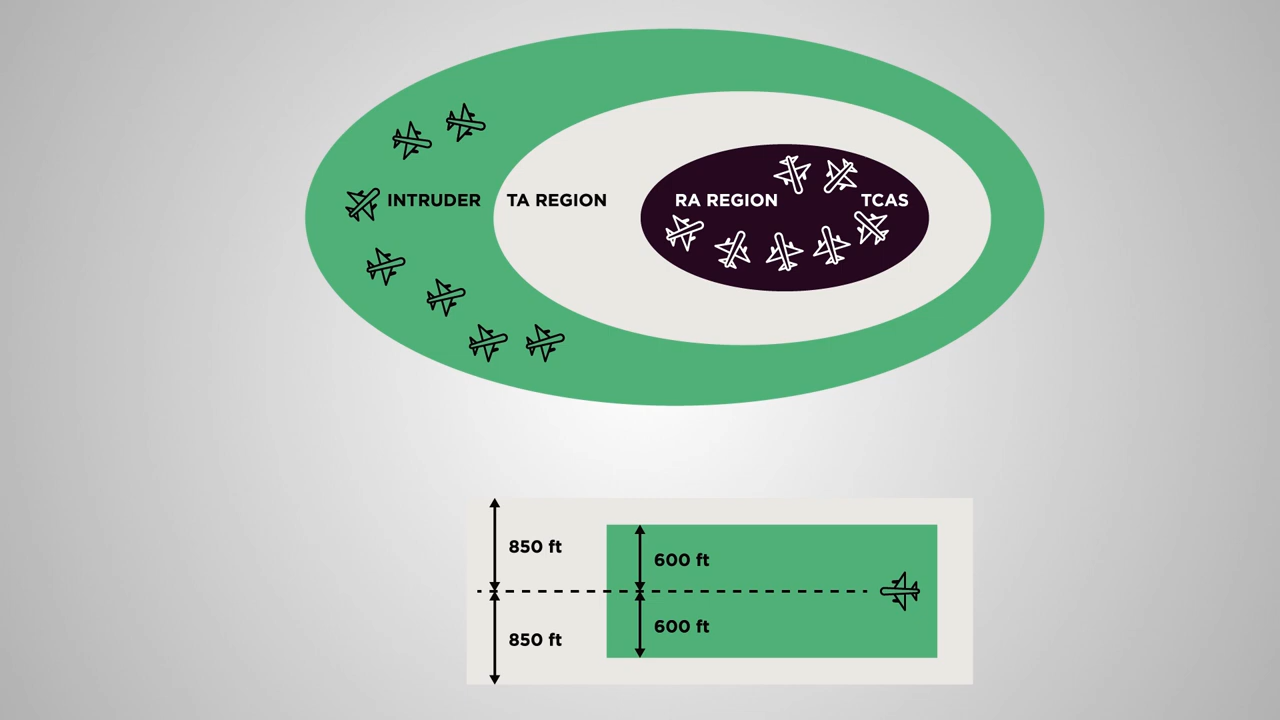 INTRUDER
TA REGION
RA REGION
TCAS
850 ft
600 ft
600 ft
850 ft